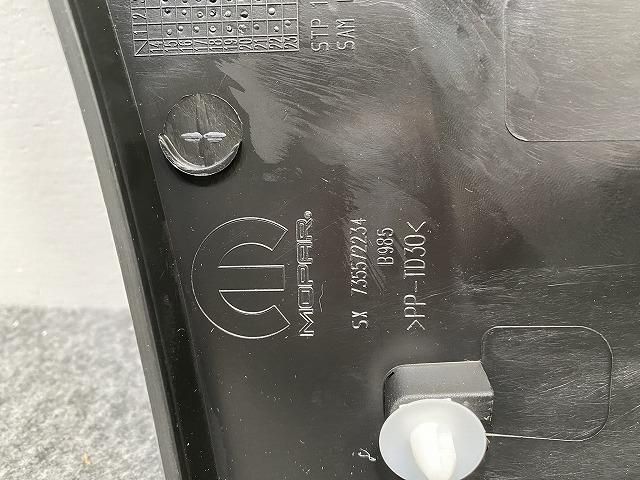 MOPAR®
SX 735572234
B985
>PP-TD30<
STP
SAM